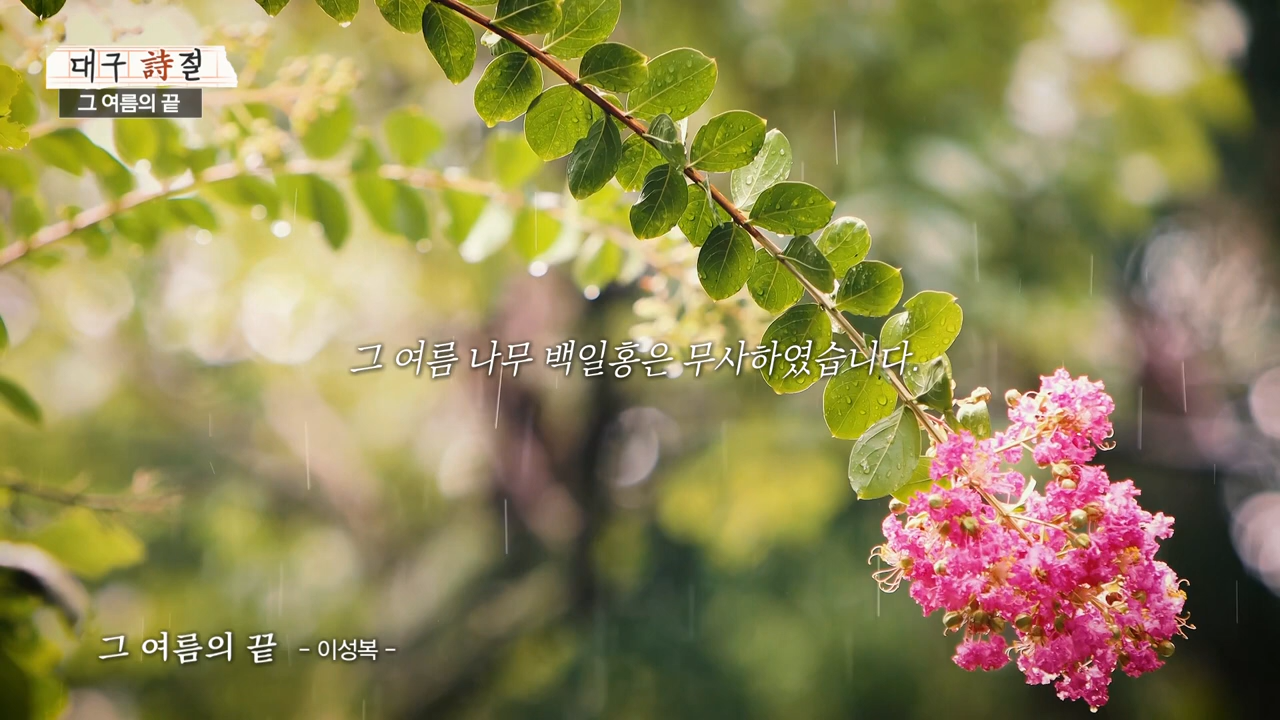 대구 詩절
그 여름의 끝
그 여름 나무 백일홍은 무사하였습니다.
그 여름의 끝 - 이성복 -